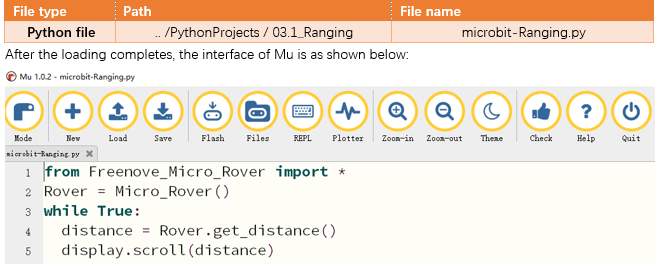 File type Path File name
Python file .. /PythonProjects / 03.1_Ranging microbit-Ranging.py
After the loading completes, the interface of Mu is as shown below:
Mu 1.0.2 - microbit-Ranging.py
Mode New Load Save Flash Files REPL Plotter Zoom-in Zoom-out Theme Check Help Quit
microbit-Ranging.py
1 from Freenove_Micro_Rover import *
2 Rover = Micro_Rover()
3 while True:
4 distance = Rover.get_distance()
5 display.scroll(distance)